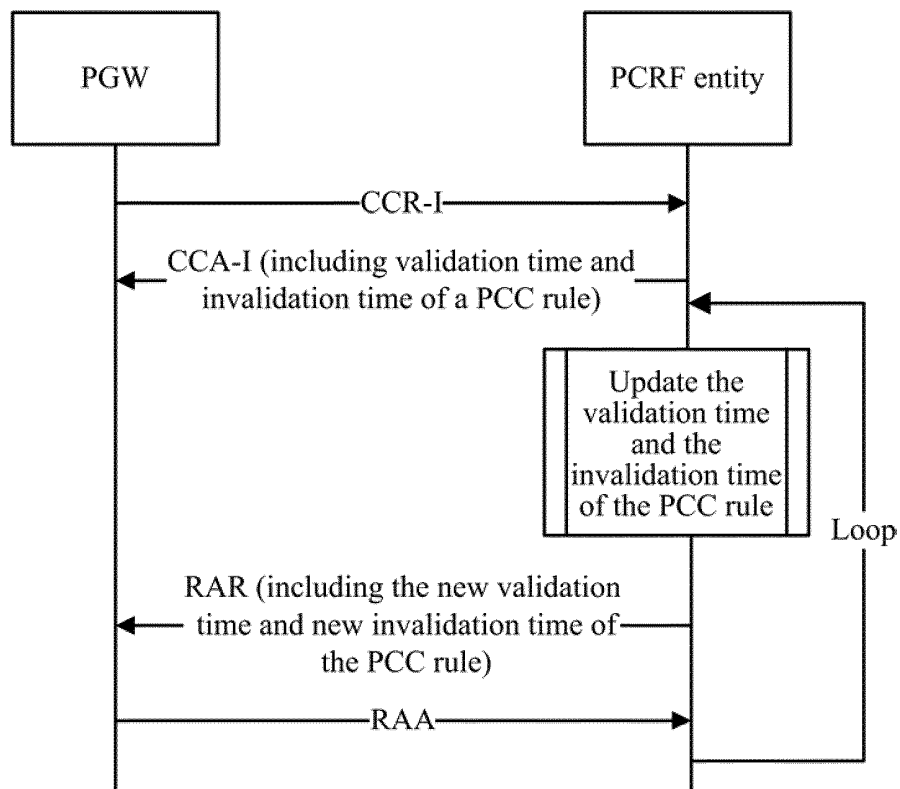 PGW
PCRF entity
CCR-I
CCA-I (including validation time and
invalidation time of a PCC rule)
Update the
validation time
and the
invalidation time
of the PCC rule
Loop
RAR (including the new validation
time and new invalidation time of
the PCC rule)
RAA